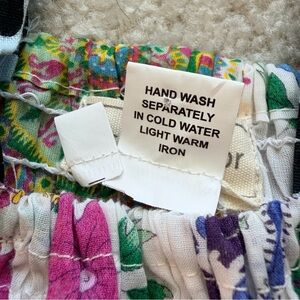 HAND WASH
SEPARATELY
IN COLD WATER
LIGHT WARM
IRON